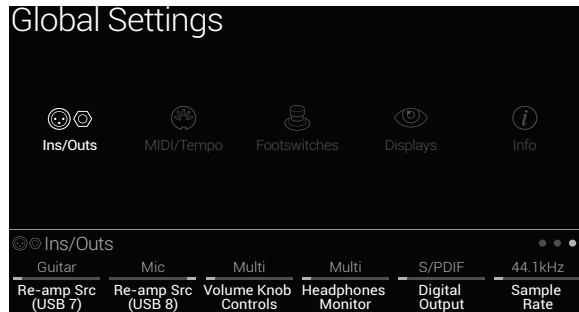 Global Settings
Ins/Outs MIDI/Tempo Footswitches Displays Info
Ins/Outs
Guitar Mic Multi Multi S/PDIF 44.1kHz
Re-amp Src Re-amp Src Volume Knob Headphones Digital Sample
(USB 7) (USB 8) Controls Monitor Output Rate